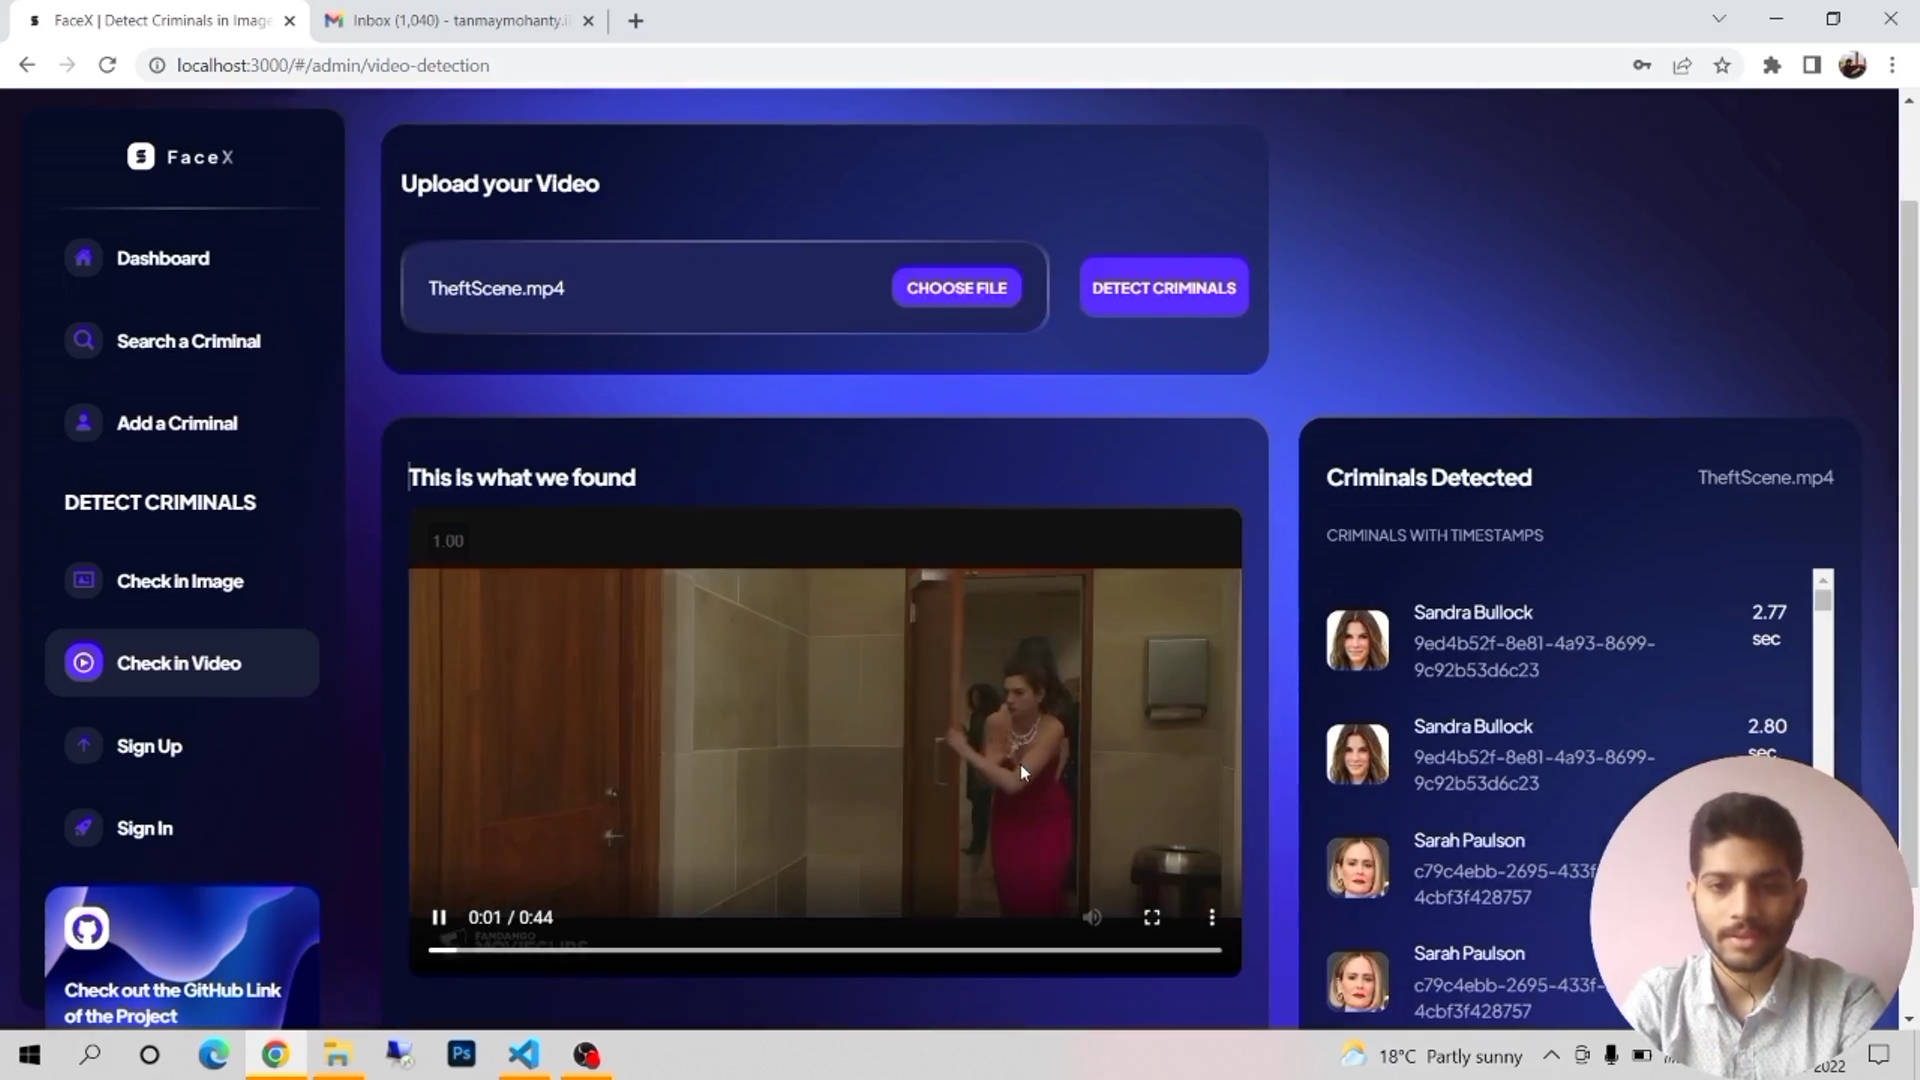 FaceX | Detect Criminals in Image
Inbox (1,040) - tanmaymohanty.i
localhost:3000/#/admin/video-detection
FaceX
Dashboard
Search a Criminal
Add a Criminal
DETECT CRIMINALS
Check in Image
Check in Video
Sign Up
Sign In
Check out the GitHub Link
of the Project
Upload your Video
TheftScene.mp4
CHOOSE FILE
DETECT CRIMINALS
This is what we found
1.00
0:01 / 0:44
FANDANGO
MOVIECLIPS
Criminals Detected
TheftScene.mp4
CRIMINALS WITH TIMESTAMPS
Sandra Bullock
2.77
sec
9ed4b52f-8e81-4a93-8699-
9c92b53d6c23
Sandra Bullock
2.80
sec
9ed4b52f-8e81-4a93-8699-
9c92b53d6c23
Sarah Paulson
c79c4ebb-2695-433f-
4cbf3f428757
Sarah Paulson
c79c4ebb-2695-433f-
4cbf3f428757
Ps
18°C Partly sunny
2022